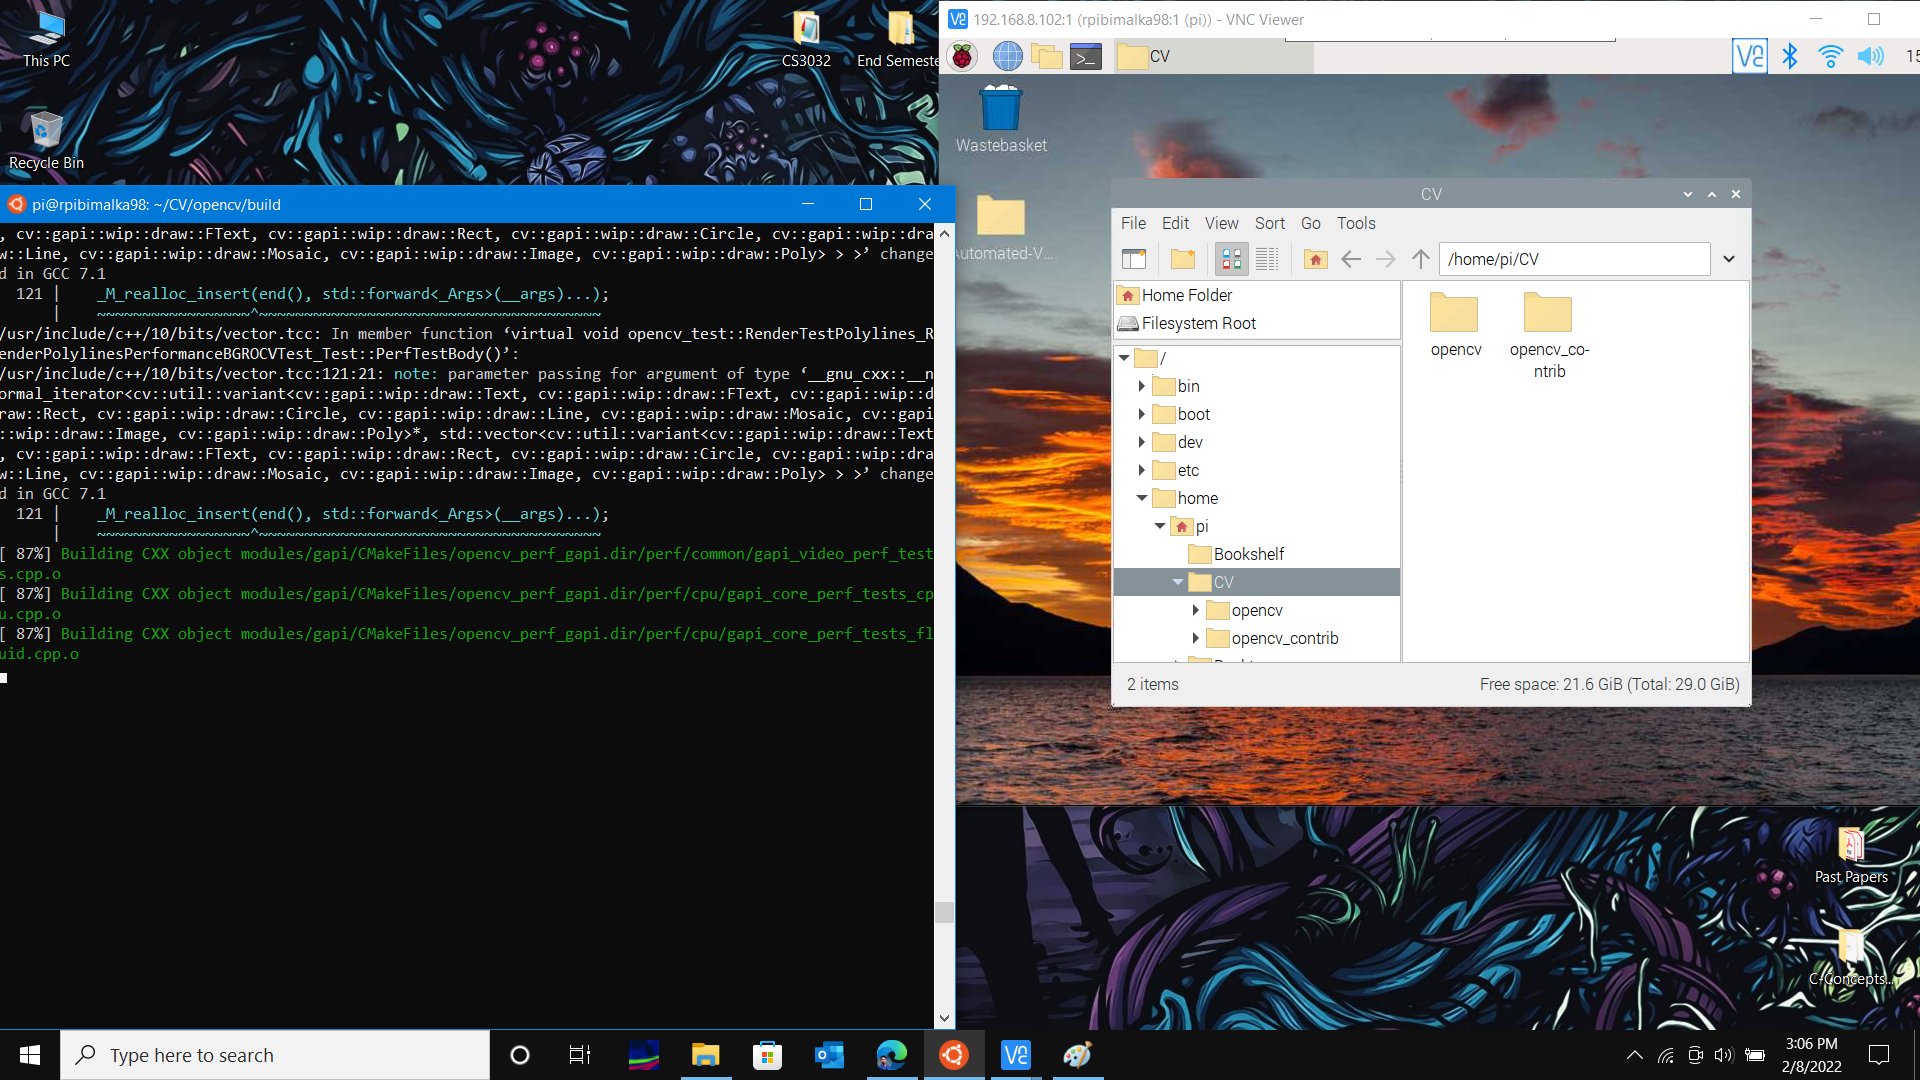 This PC
Recycle Bin
CS3032
End Semeste
pi@rpibimalka98: ~/CV/opencv/build
, cv::gapi::wip::draw::FText, cv::gapi::wip::draw::Rect, cv::gapi::wip::draw::Circle, cv::gapi::wip::dra
w::Line, cv::gapi::wip::draw::Mosaic, cv::gapi::wip::draw::Image, cv::gapi::wip::draw::Poly> > >’ change
d in GCC 7.1
121 |    _M_realloc_insert(end(), std::forward<_Args>(__args)...);
|    ~~~~~~~~~~~~~~~~~^~~~~~~~~~~~~~~~~~~~~~~~~~~~~~~~~~~~~~~
/usr/include/c++/10/bits/vector.tcc: In member function ‘virtual void opencv_test::RenderTestPolylines_R
enderPolylinesPerformanceBGROCVTest_Test::PerfTestBody()’:
/usr/include/c++/10/bits/vector.tcc:121:21: note: parameter passing for argument of type ‘__gnu_cxx::__n
ormal_iterator<cv::util::variant<cv::gapi::wip::draw::Text, cv::gapi::wip::draw::FText, cv::gapi::wip::d
raw::Rect, cv::gapi::wip::draw::Circle, cv::gapi::wip::draw::Line, cv::gapi::wip::draw::Mosaic, cv::gapi
::wip::draw::Image, cv::gapi::wip::draw::Poly>*, std::vector<cv::util::variant<cv::gapi::wip::draw::Text
, cv::gapi::wip::draw::FText, cv::gapi::wip::draw::Rect, cv::gapi::wip::draw::Circle, cv::gapi::wip::dra
w::Line, cv::gapi::wip::draw::Mosaic, cv::gapi::wip::draw::Image, cv::gapi::wip::draw::Poly> > >’ change
d in GCC 7.1
121 |    _M_realloc_insert(end(), std::forward<_Args>(__args)...);
|    ~~~~~~~~~~~~~~~~~^~~~~~~~~~~~~~~~~~~~~~~~~~~~~~~~~~~~~~~
[ 87%] Building CXX object modules/gapi/CMakeFiles/opencv_perf_gapi.dir/perf/common/gapi_video_perf_test
s.cpp.o
[ 87%] Building CXX object modules/gapi/CMakeFiles/opencv_perf_gapi.dir/perf/cpu/gapi_core_perf_tests_cp
u.cpp.o
[ 87%] Building CXX object modules/gapi/CMakeFiles/opencv_perf_gapi.dir/perf/cpu/gapi_core_perf_tests_fl
uid.cpp.o
192.168.8.102:1 (rpibimalka98:1 (pi)) - VNC Viewer
CV
15
Wastebasket
Automated-V...
CV
File Edit View Sort Go Tools
/home/pi/CV
Home Folder
Filesystem Root
/
bin
boot
dev
etc
home
pi
Bookshelf
CV
opencv
opencv_contrib
opencv
opencv_co-
ntrib
2 items
Free space: 21.6 GiB (Total: 29.0 GiB)
Past Papers
C-Concepts...
Type here to search
3:06 PM
2/8/2022